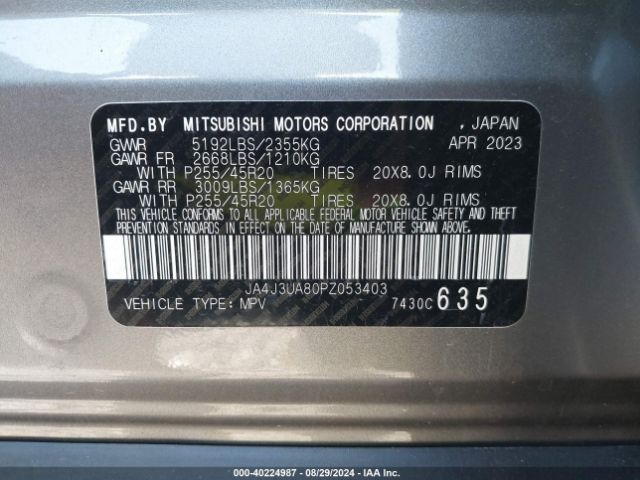 MFD.BY MITSUBISHI MOTORS CORPORATION , JAPAN
GVWR 5192LBS/2355KG APR 2023
GAWR FR 2668LBS/1210KG
WITH P255/45R20 TIRES 20X8.0J RIMS
GAWR RR 3009LBS/1365KG
WITH P255/45R20 TIRES 20X8.0J RIMS
THIS VEHICLE CONFORMS TO ALL APPLICABLE FEDERAL MOTOR VEHICLE SAFETY AND THEFT
PREVENTION STANDARDS IN EFFECT ON THE DATE OF MANUFACTURE SHOWN ABOVE.
JA4J3UA80PZ053403
VEHICLE TYPE: MPV 7430C 635
000-40224987 - 08/29/2024 - IAAI.COM